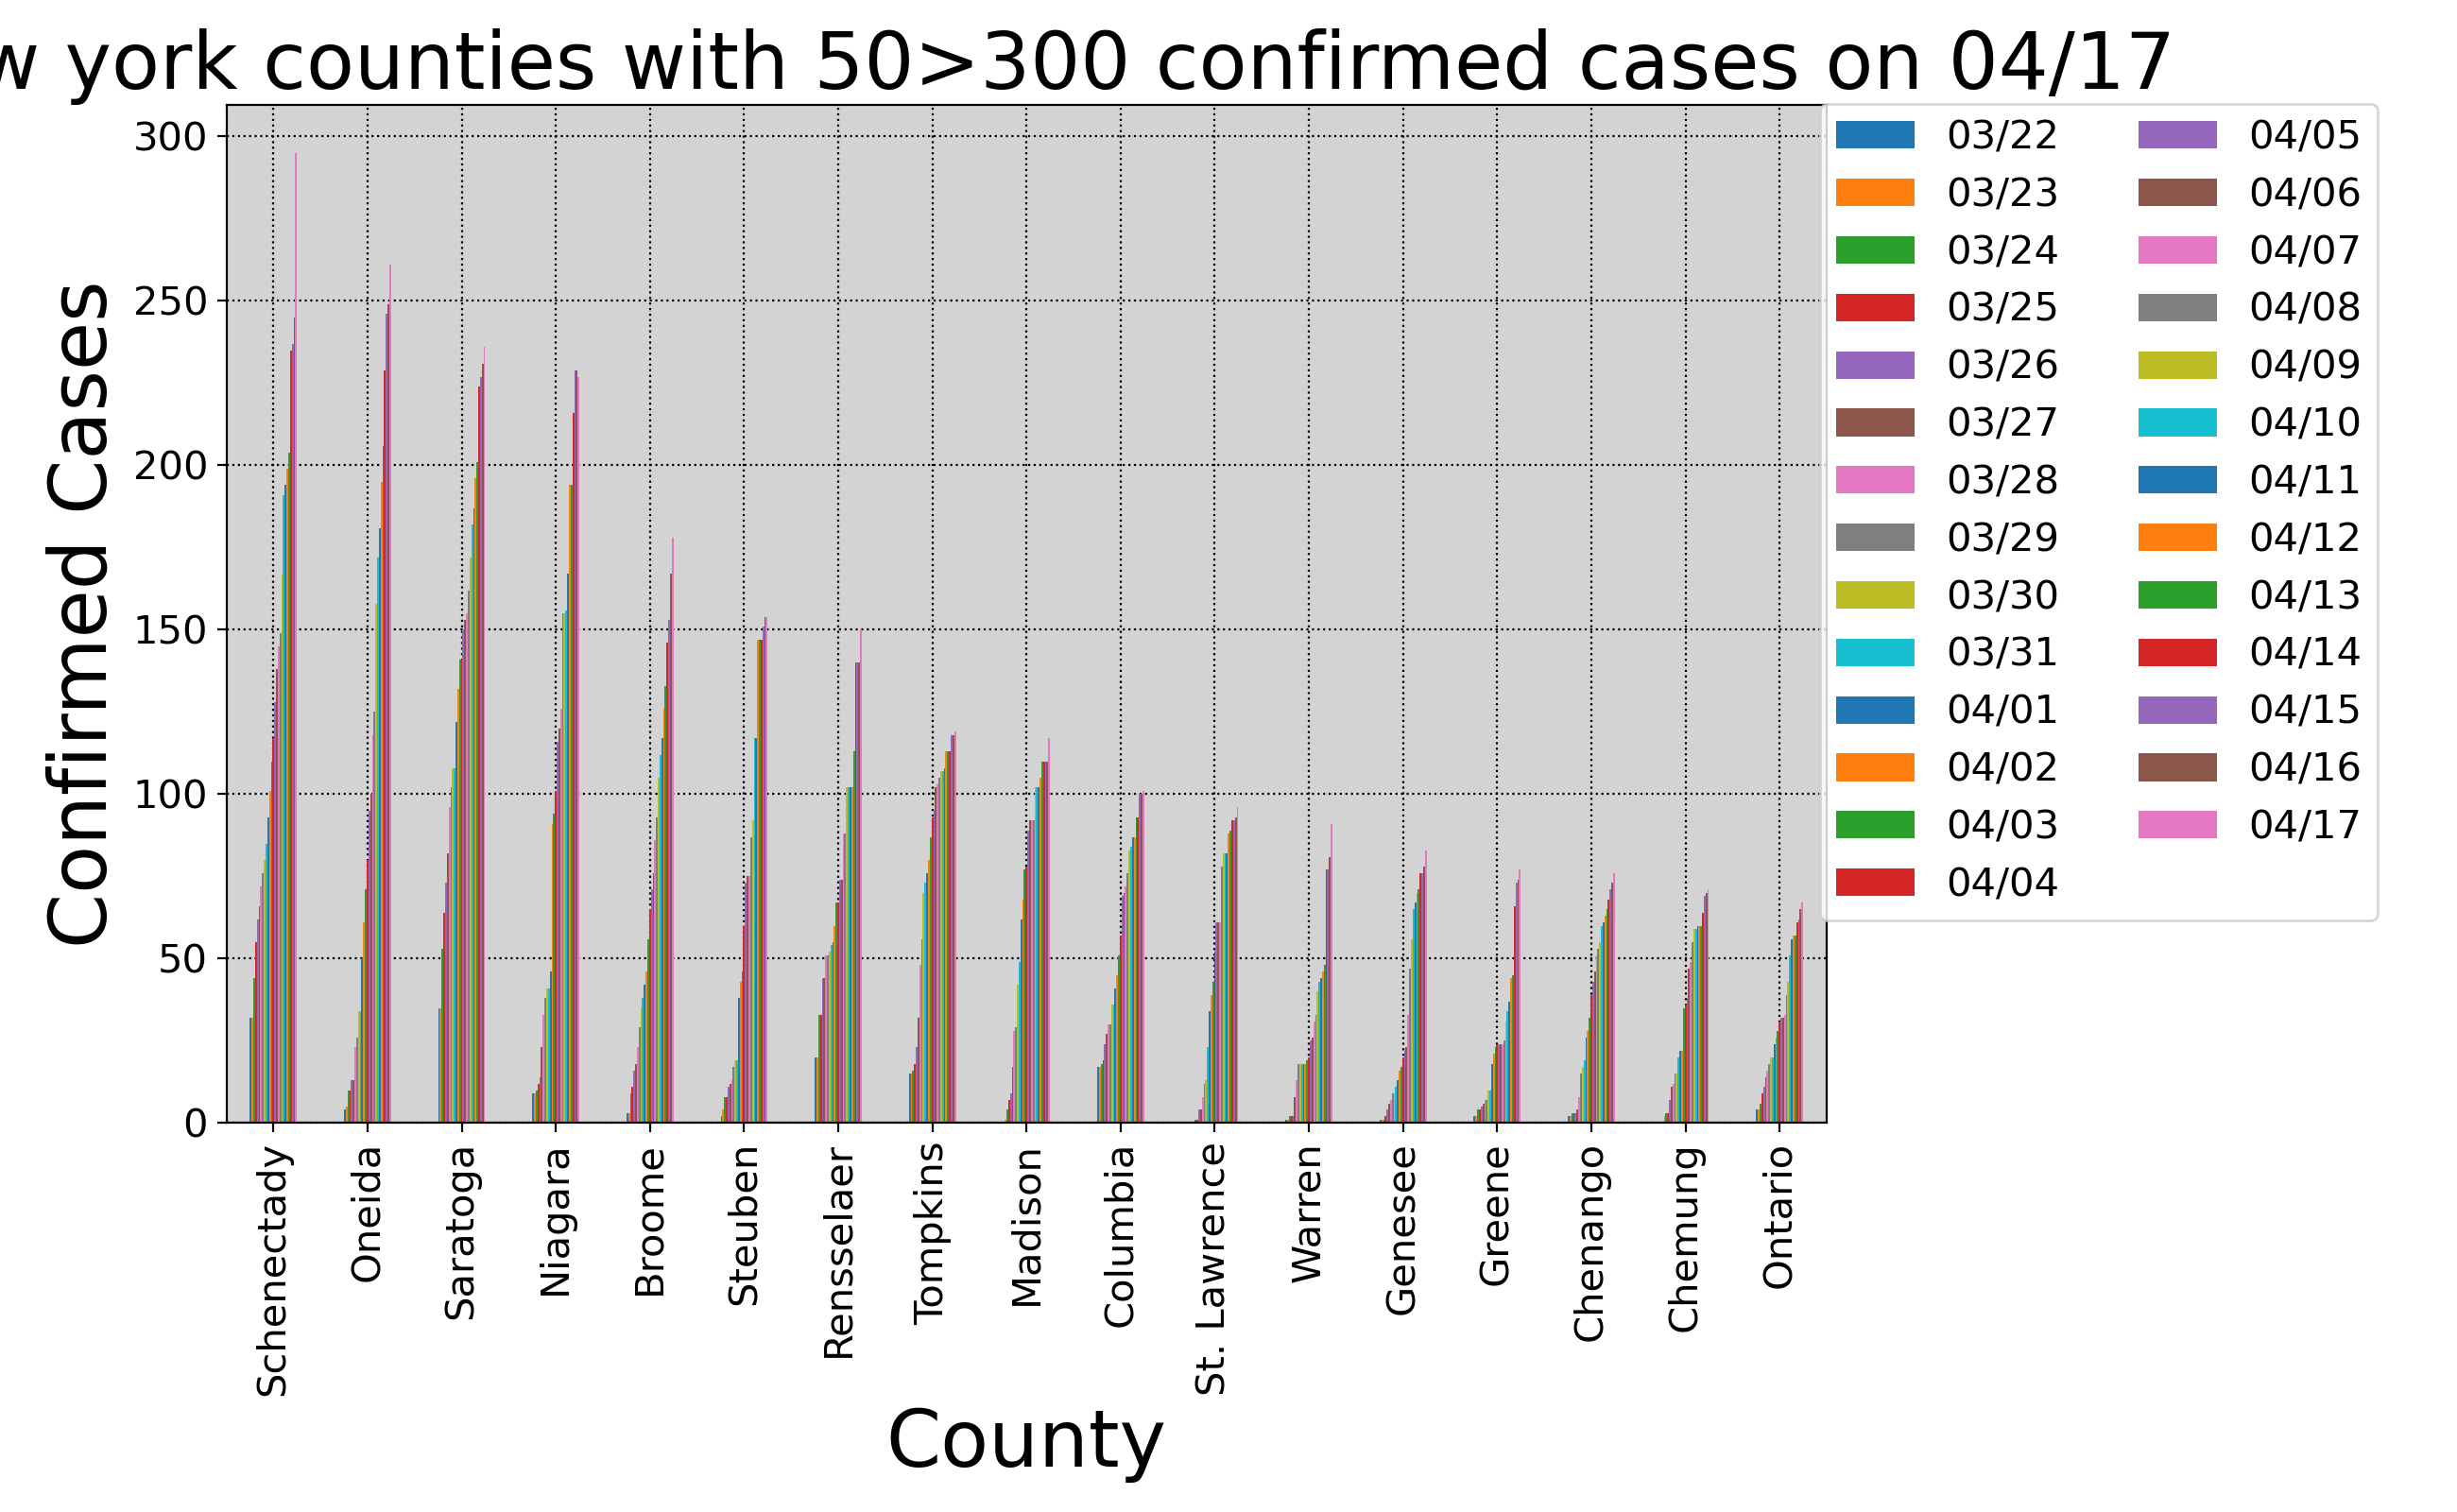 w york counties with 50>300 confirmed cases on 04/17
Confirmed Cases
300
250
200
150
100
50
0
Schenectady
Oneida
Saratoga
Niagara
Broome
Steuben
Rensselaer
Tompkins
Madison
Columbia
St. Lawrence
Warren
Genesee
Greene
Chenango
Chemung
Ontario
County
03/22
03/23
03/24
03/25
03/26
03/27
03/28
03/29
03/30
03/31
04/01
04/02
04/03
04/04
04/05
04/06
04/07
04/08
04/09
04/10
04/11
04/12
04/13
04/14
04/15
04/16
04/17